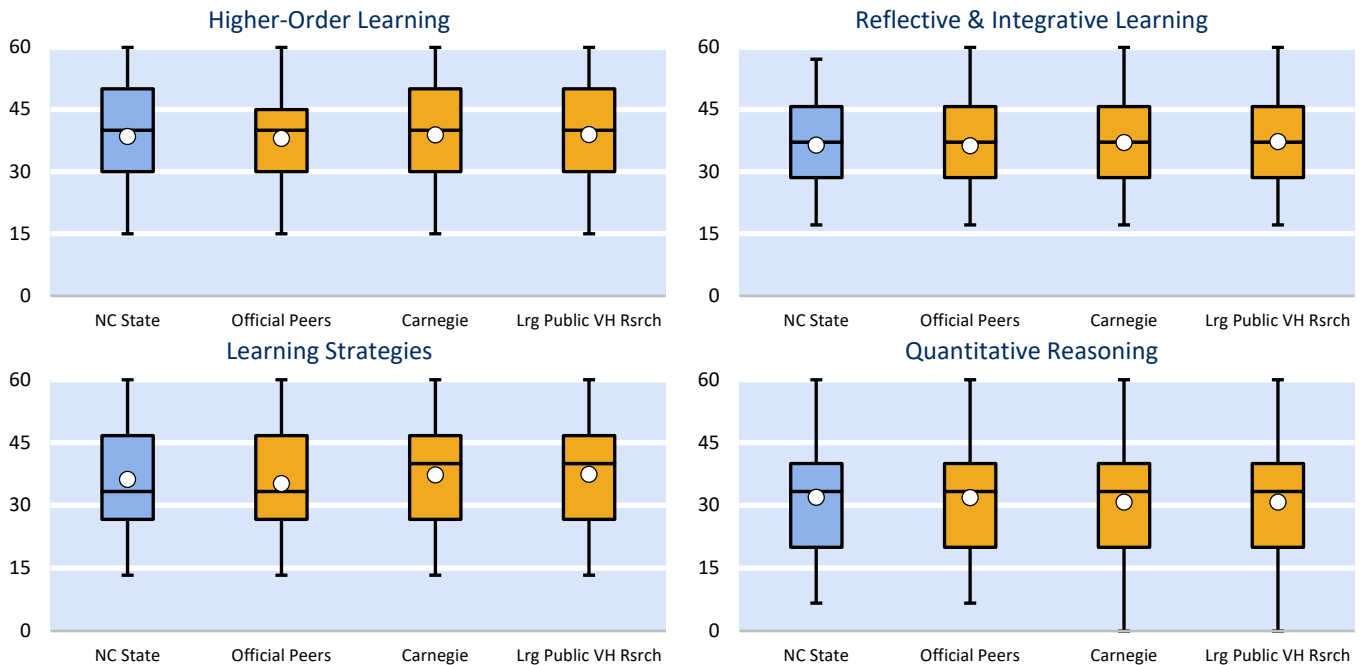 Higher-Order Learning
60
45
30
15
0
NC State Official Peers Carnegie Lrg Public VH Rsrch
Reflective & Integrative Learning
60
45
30
15
0
NC State Official Peers Carnegie Lrg Public VH Rsrch
Learning Strategies
60
45
30
15
0
NC State Official Peers Carnegie Lrg Public VH Rsrch
Quantitative Reasoning
60
45
30
15
0
NC State Official Peers Carnegie Lrg Public VH Rsrch